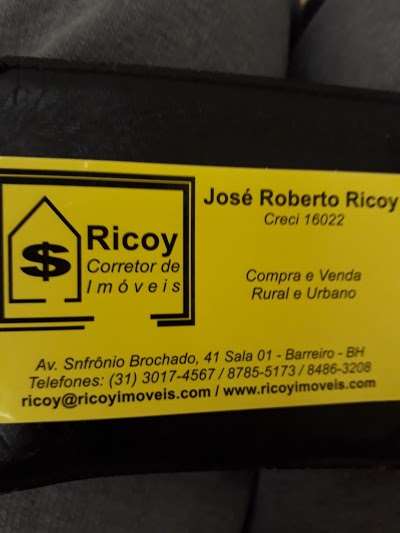 José Roberto Ricoy
Creci 16022
$
Ricoy
Corretor de
Imóveis
Compra e Venda
Rural e Urbano
Av. Snfrônio Brochado, 41 Sala 01 - Barreiro - BH
Telefones: (31) 3017-4567 / 8785-5173 / 8486-3208
ricoy@ricoyimoveis.com / www.ricoyimoveis.com